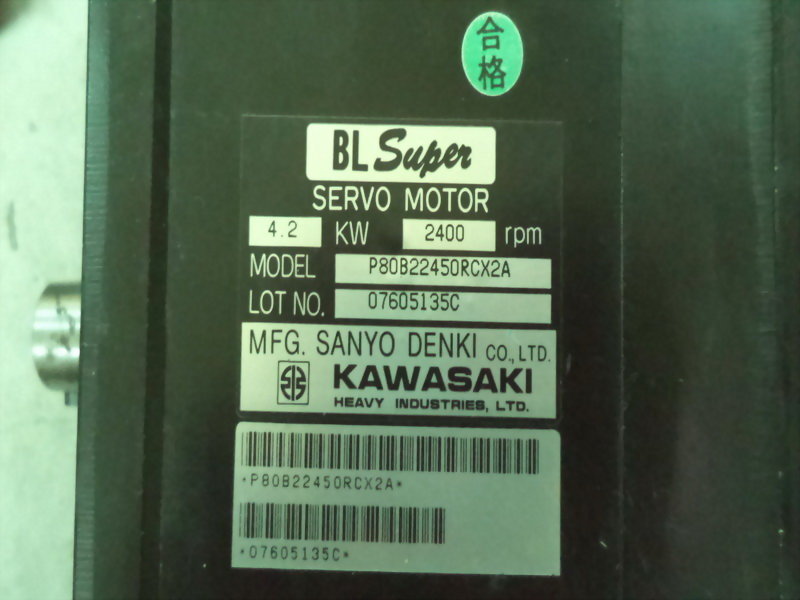 合
格
BL Super
SERVO MOTOR
4.2 KW 2400 rpm
MODEL P80B22450RCX2A
LOT NO. 07605135C
MFG. SANYO DENKI CO., LTD.
KAWASAKI
HEAVY INDUSTRIES, LTD.
*P80B22450RCX2A*
*07605135C*